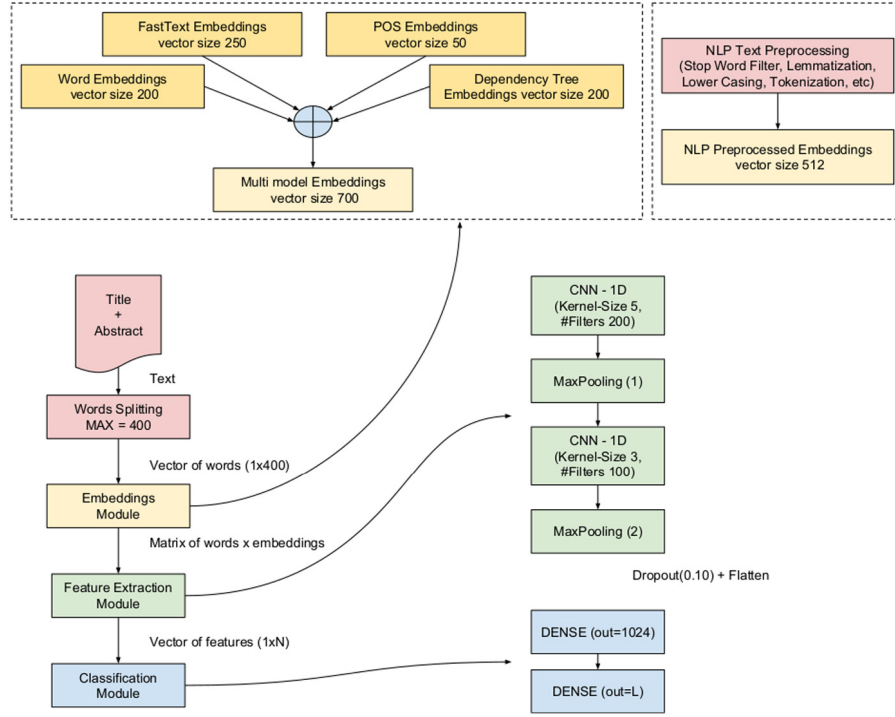 FastText Embeddings
vector size 250
POS Embeddings
vector size 50
Word Embeddings
vector size 200
Dependency Tree
Embeddings vector size 200
Multi model Embeddings
vector size 700
NLP Text Preprocessing
(Stop Word Filter, Lemmatization,
Lower Casing, Tokenization, etc)
NLP Preprocessed Embeddings
vector size 512
Title
+
Abstract
Text
Words Splitting
MAX = 400
Vector of words (1x400)
Embeddings
Module
Matrix of words x embeddings
Feature Extraction
Module
Vector of features (1xN)
Classification
Module
CNN - 1D
(Kernel-Size 5,
#Filters 200)
MaxPooling (1)
CNN - 1D
(Kernel-Size 3,
#Filters 100)
MaxPooling (2)
Dropout(0.10) + Flatten
DENSE (out=1024)
DENSE (out=L)